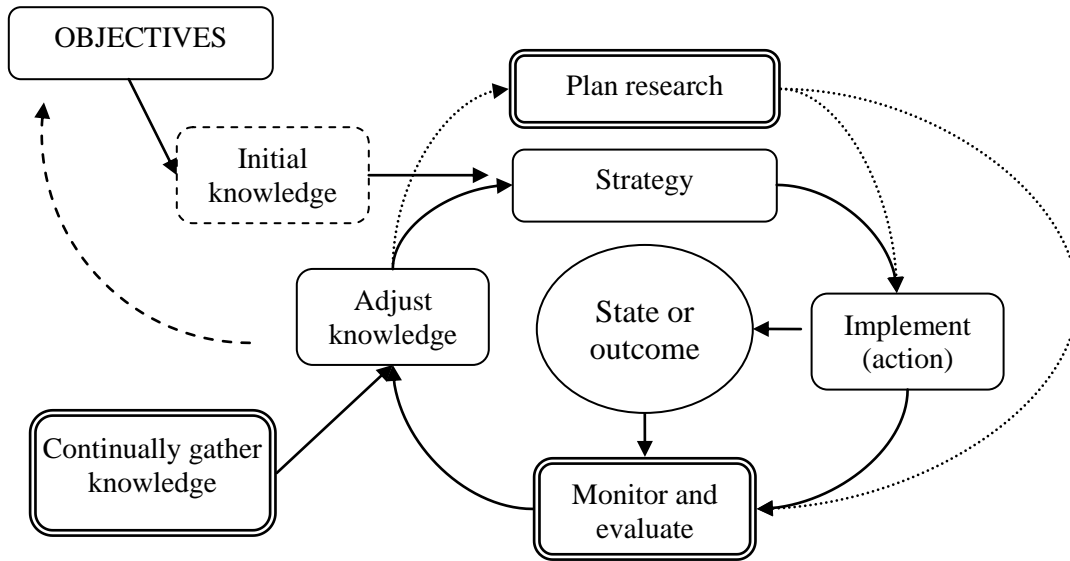 OBJECTIVES
Plan research
Initial
knowledge
Strategy
Adjust
knowledge
State or
outcome
Implement
(action)
Continually gather
knowledge
Monitor and
evaluate